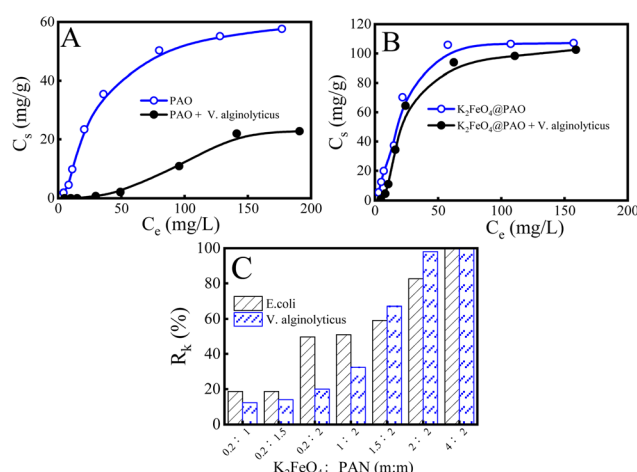 A
60
40
20
0
Cs (mg/g)
PAO
PAO + V. alginolyticus
0 50 100 150 200
Ce (mg/L)
B
120
100
80
60
40
20
0
Cs (mg/g)
K2FeO4@PAO
K2FeO4@PAO + V. alginolyticus
0 50 100 150 200
Ce (mg/L)
C
100
80
60
40
20
0
Rk (%)
E.coli
V. alginolyticus
0.2: 1
0.2: 1.5
0.2: 2
1: 2
1.5: 2
2: 2
4: 2
K2FeO4: PAN (m:m)